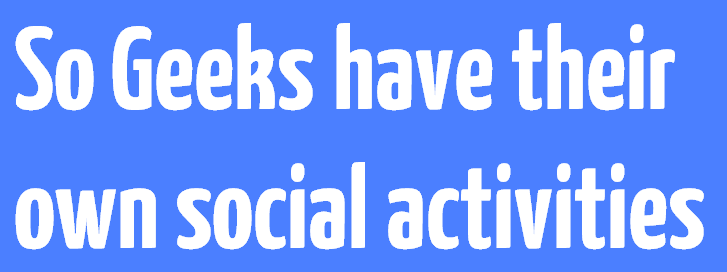 So Geeks have their
own social activities